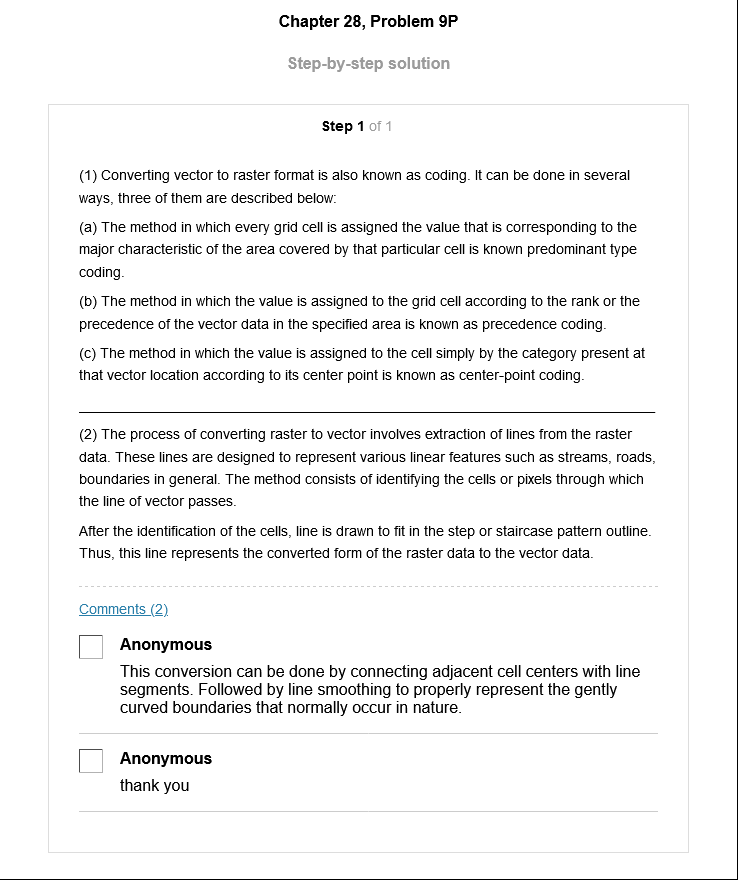 Chapter 28, Problem 9P
Step-by-step solution
Step 1 of 1
(1) Converting vector to raster format is also known as coding. It can be done in several
ways, three of them are described below:
(a) The method in which every grid cell is assigned the value that is corresponding to the
major characteristic of the area covered by that particular cell is known predominant type
coding.
(b) The method in which the value is assigned to the grid cell according to the rank or the
precedence of the vector data in the specified area is known as precedence coding.
(c) The method in which the value is assigned to the cell simply by the category present at
that vector location according to its center point is known as center-point coding.
(2) The process of converting raster to vector involves extraction of lines from the raster
data. These lines are designed to represent various linear features such as streams, roads,
boundaries in general. The method consists of identifying the cells or pixels through which
the line of vector passes.
After the identification of the cells, line is drawn to fit in the step or staircase pattern outline.
Thus, this line represents the converted form of the raster data to the vector data.
Comments (2)
Anonymous
This conversion can be done by connecting adjacent cell centers with line
segments. Followed by line smoothing to properly represent the gently
curved boundaries that normally occur in nature.
Anonymous
thank you